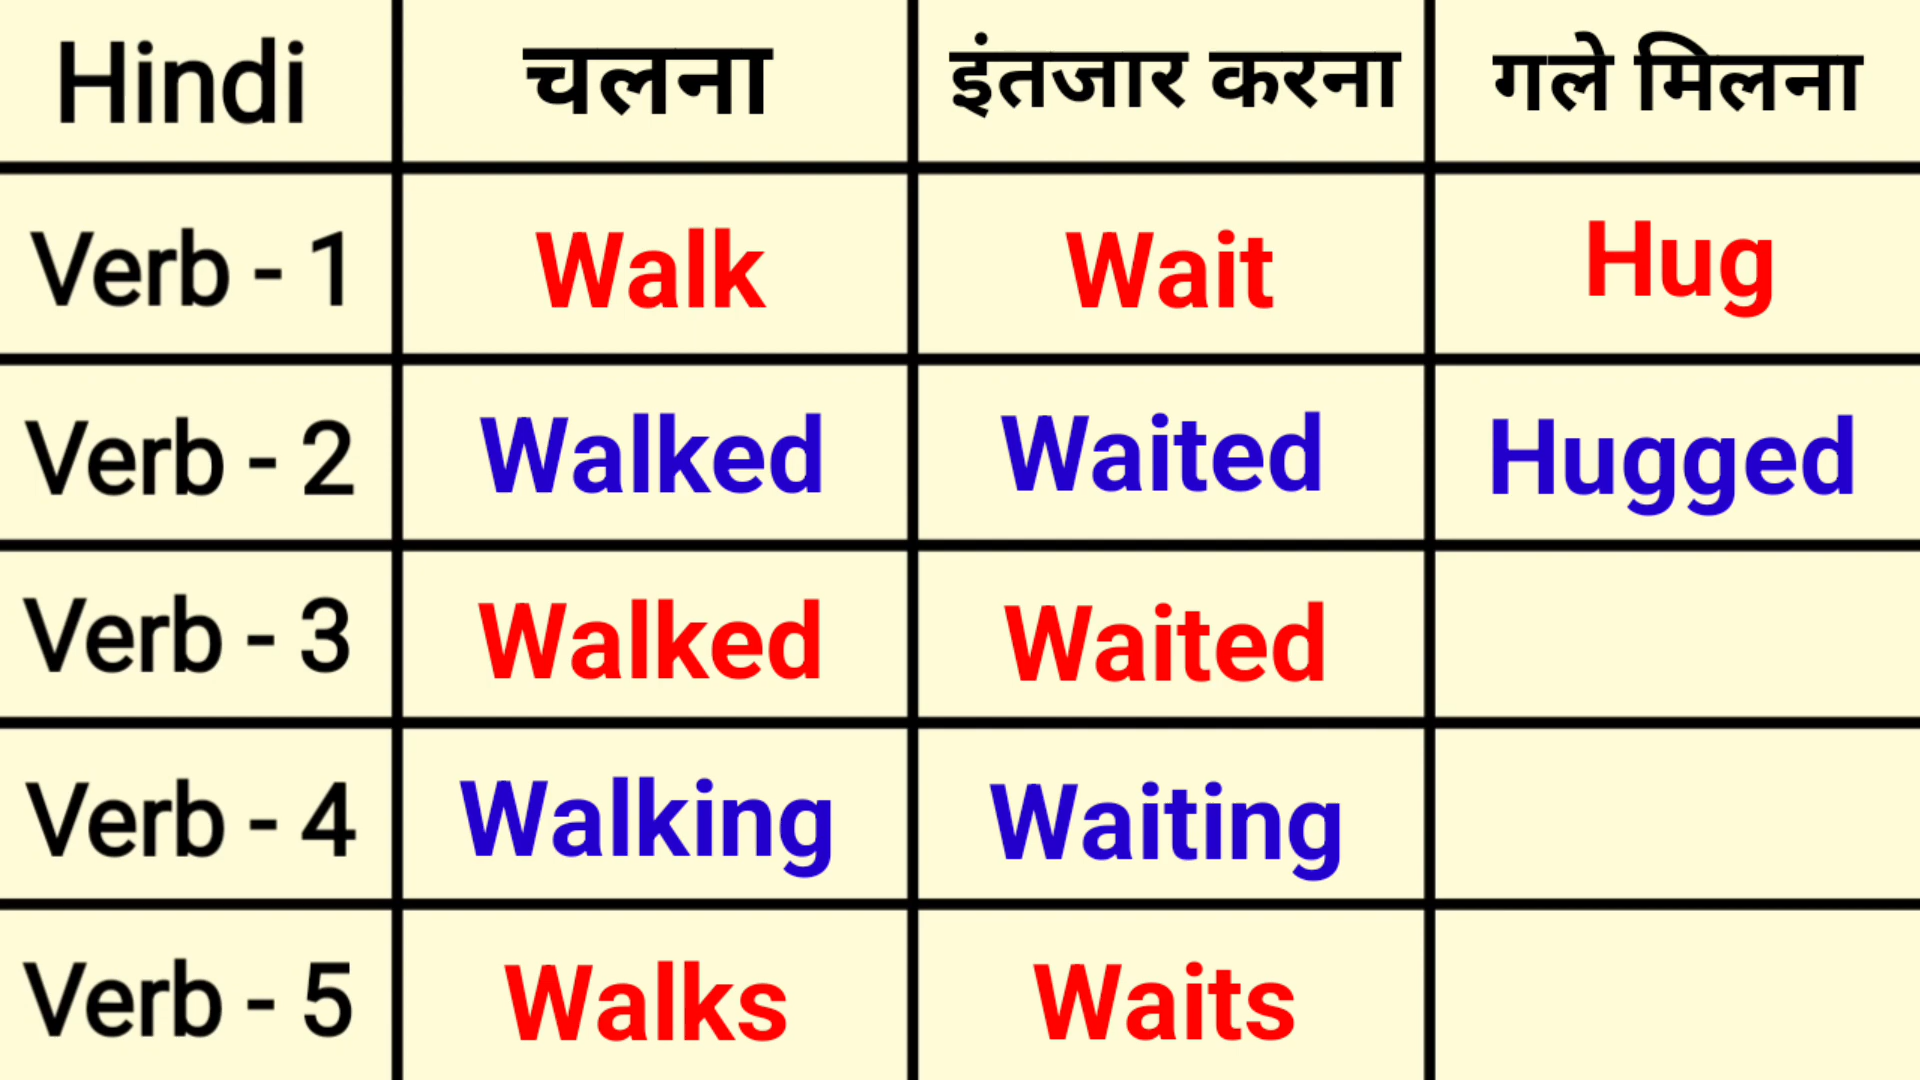 Hindi चलना इंतजार करना गले मिलना
Verb - 1 Walk Wait Hug
Verb - 2 Walked Waited Hugged
Verb - 3 Walked Waited
Verb - 4 Walking Waiting
Verb - 5 Walks Waits